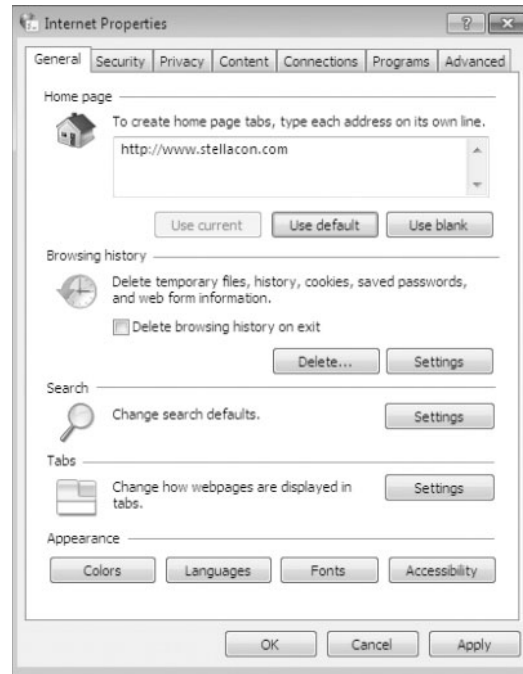 Internet Properties
General Security Privacy Content Connections Programs Advanced
Home page
To create home page tabs, type each address on its own line.
http://www.stellacon.com
Use current Use default Use blank
Browsing history
Delete temporary files, history, cookies, saved passwords,
and web form information.
Delete browsing history on exit
Delete... Settings
Search
Change search defaults. Settings
Tabs
Change how webpages are displayed in
tabs.
Settings
Appearance
Colors Languages Fonts Accessibility
OK Cancel Apply